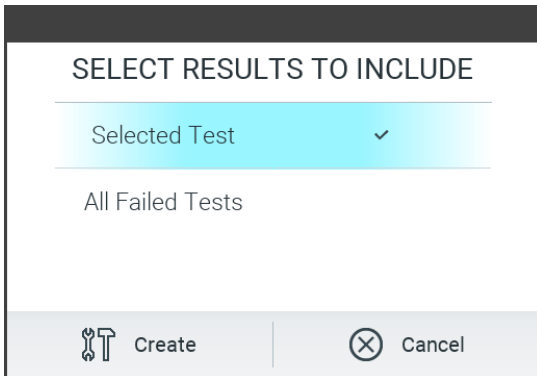 SELECT RESULTS TO INCLUDE
Selected Test
All Failed Tests
Create Cancel